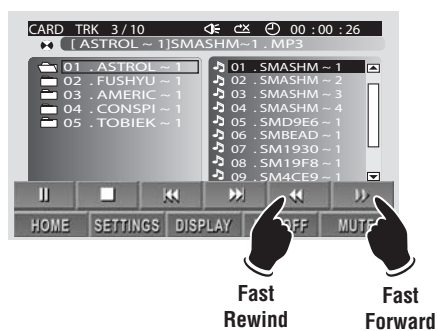 CARD TRK 3/10 00:00:26
[ASTROL~1]SMASHM~1.MP3
01.ASTROL~1
02.FUSHYU~1
03.AMERIC~1
04.CONSPI~1
05.TOBIEK~1
01.SMASHM~1
02.SMASHM~2
03.SMASHM~3
04.SMASHM~4
05.SMD9E6~1
06.SMBEAD~1
07.SM1930~1
08.SM19F8~1
09.SM4CE9~1
HOME SETTINGS DISPLAY FF MUTE
Fast Rewind
Fast Forward